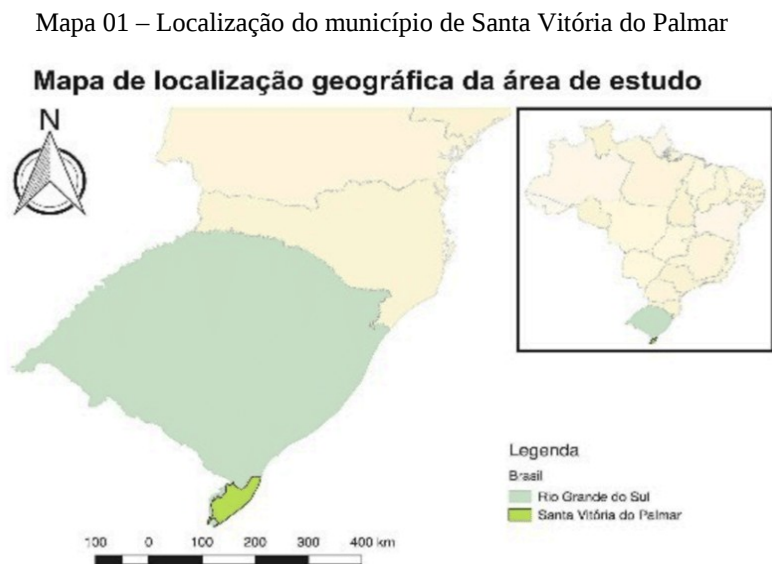 Mapa 01 – Localização do município de Santa Vitória do Palmar
Mapa de localização geográfica da área de estudo
N
Legenda
Brasil
Rio Grande do Sul
Santa Vitória do Palmar
100 0 100 200 300 400 km